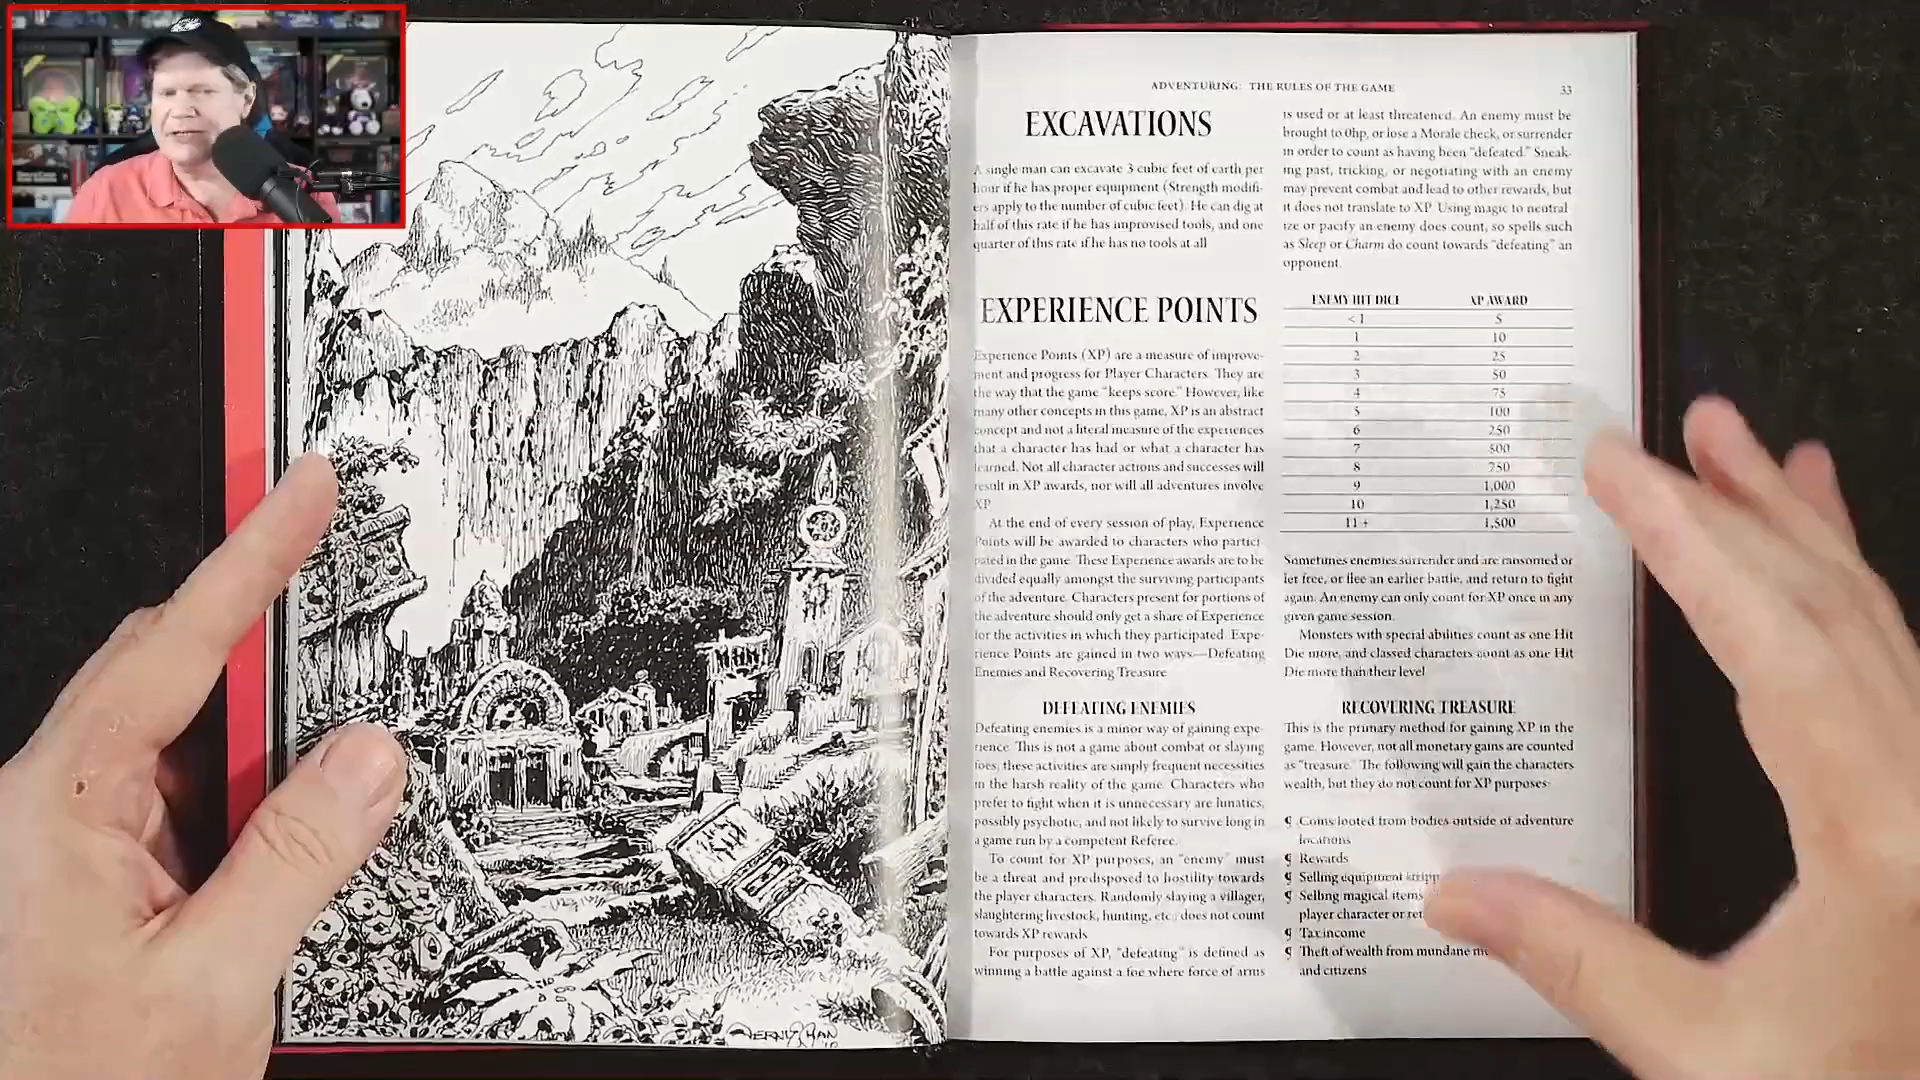 ADVENTURING: THE RULES OF THE GAME
33
EXCAVATIONS
A single man can excavate 3 cubic feet of earth per
hour if he has proper equipment (Strength modifi-
ers apply to the number of cubic feet). He can dig at
half of this rate if he has improvised tools, and one
quarter of this rate if he has no tools at all
EXPERIENCE POINTS
Experience Points (XP) are a measure of improve-
ment and progress for Player Characters. They are
the way that the game "keeps score." However, like
many other concepts in this game, XP is an abstract
concept and not a literal measure of the experiences
that a character has had or what a character has
learned. Not all character actions and successes will
result in XP awards, nor will all adventures involve
XP
At the end of every session of play, Experience
Points will be awarded to characters who partici-
pated in the game. These Experience awards are to be
divided equally amongst the surviving participants
of the adventure. Characters present for portions of
the adventure should only get a share of Experience
for the activities in which they participated. Expe-
rience Points are gained in two ways—Defeating
Enemies and Recovering Treasure
DEFEATING ENEMIES
Defeating enemies is a minor way of gaining expe-
rience. This is not a game about combat or slaying
foes; these activities are simply frequent necessities
in the harsh reality of the game. Characters who
prefer to fight when it is unnecessary are lunatics,
possibly psychotic, and not likely to survive long in
a game run by a competent Referee.
To count for XP purposes, an "enemy" must
be a threat and predisposed to hostility towards
the player characters. Randomly slaying a villager,
slaughtering livestock, hunting, etc., does not count
towards XP rewards
For purposes of XP, "defeating" is defined as
winning a battle against a foe where force of arms
is used or at least threatened. An enemy must be
brought to 0hp, or lose a Morale check, or surrender
in order to count as having been "defeated." Sneak-
ing past, tricking, or negotiating with an enemy
may prevent combat and lead to other rewards, but
it does not translate to XP. Using magic to neutral
ize or pacify an enemy does count, so spells such
as Sleep or Charm do count towards "defeating" an
opponent.
ENEMY HIT DICE XP AWARD
< 1 5
1 10
2 25
3 50
4 75
5 100
6 250
7 500
8 750
9 1,000
10 1,250
11 + 1,500
Sometimes enemies surrender and are ransomed or
let free, or flee an earlier battle, and return to fight
again. An enemy can only count for XP once in any
given game session.
Monsters with special abilities count as one Hit
Die more, and classed characters count as one Hit
Die more than their level
RECOVERING TREASURE
This is the primary method for gaining XP in the
game. However, not all monetary gains are counted
as "treasure." The following will gain the characters
wealth, but they do not count for XP purposes:
¶ Coins looted from bodies outside of adventure
locations
¶ Rewards
¶ Selling equipment stripp
¶ Selling magical items
player character or ret
¶ Tax income
¶ Theft of wealth from mundane
and citizens